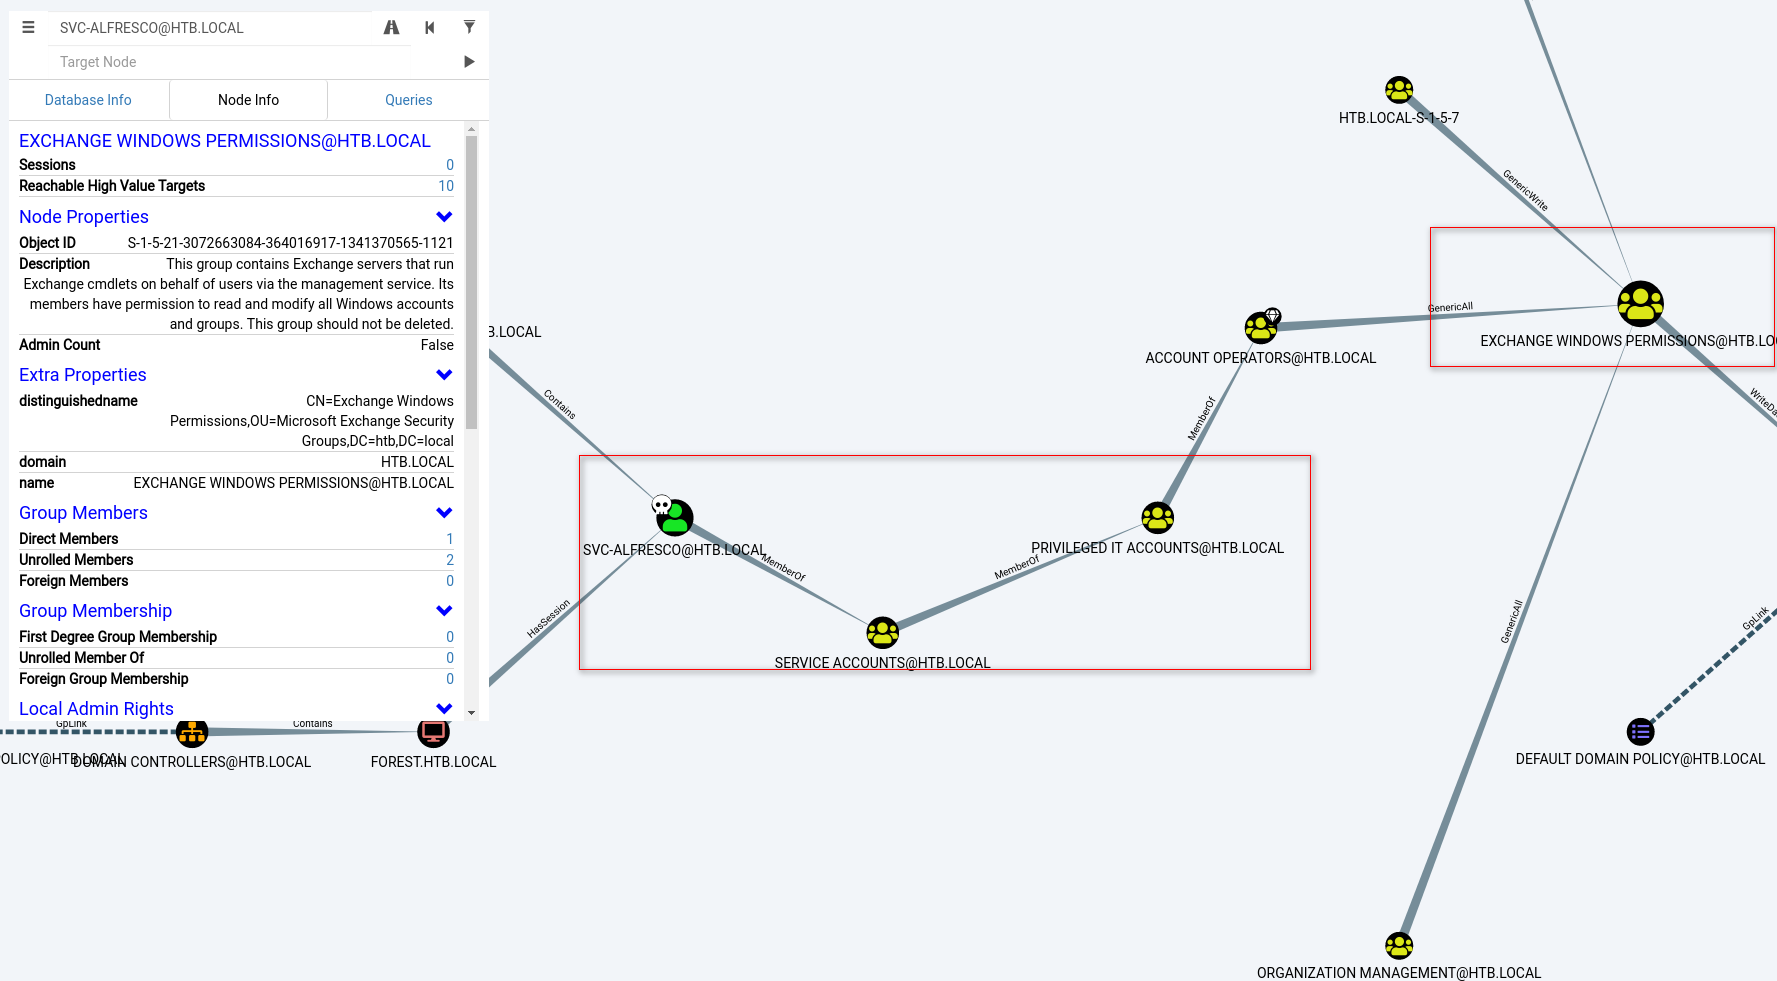 SVC-ALFRESCO@HTB.LOCAL
Target Node
Database Info
Node Info
Queries
EXCHANGE WINDOWS PERMISSIONS@HTB.LOCAL
Sessions 0
Reachable High Value Targets 10
Node Properties
Object ID S-1-5-21-3072663084-364016917-1341370565-1121
Description This group contains Exchange servers that run
Exchange cmdlets on behalf of users via the management service. Its
members have permission to read and modify all Windows accounts
and groups. This group should not be deleted.
Admin Count False
Extra Properties
distinguishedname CN=Exchange Windows
Permissions,OU=Microsoft Exchange Security
Groups,DC=htb,DC=local
domain HTB.LOCAL
name EXCHANGE WINDOWS PERMISSIONS@HTB.LOCAL
Group Members
Direct Members 1
Unrolled Members 2
Foreign Members 0
Group Membership
First Degree Group Membership 0
Unrolled Member Of 0
Foreign Group Membership 0
Local Admin Rights
HTB.LOCAL-S-1-5-7
GenericWrite
GenericAll
EXCHANGE WINDOWS PERMISSIONS@HTB.LO
ACCOUNT OPERATORS@HTB.LOCAL
B.LOCAL
Contains
MemberOf
WriteDa
SVC-ALFRESCO@HTB.LOCAL
PRIVILEGED IT ACCOUNTS@HTB.LOCAL
MemberOf
MemberOf
HasSession
SERVICE ACCOUNTS@HTB.LOCAL
GenericAll
GpLink
GpLink
Contains
OLICY@HTB.LOCAL
DOMAIN CONTROLLERS@HTB.LOCAL
FOREST.HTB.LOCAL
DEFAULT DOMAIN POLICY@HTB.LOCAL
ORGANIZATION MANAGEMENT@HTB.LOCAL